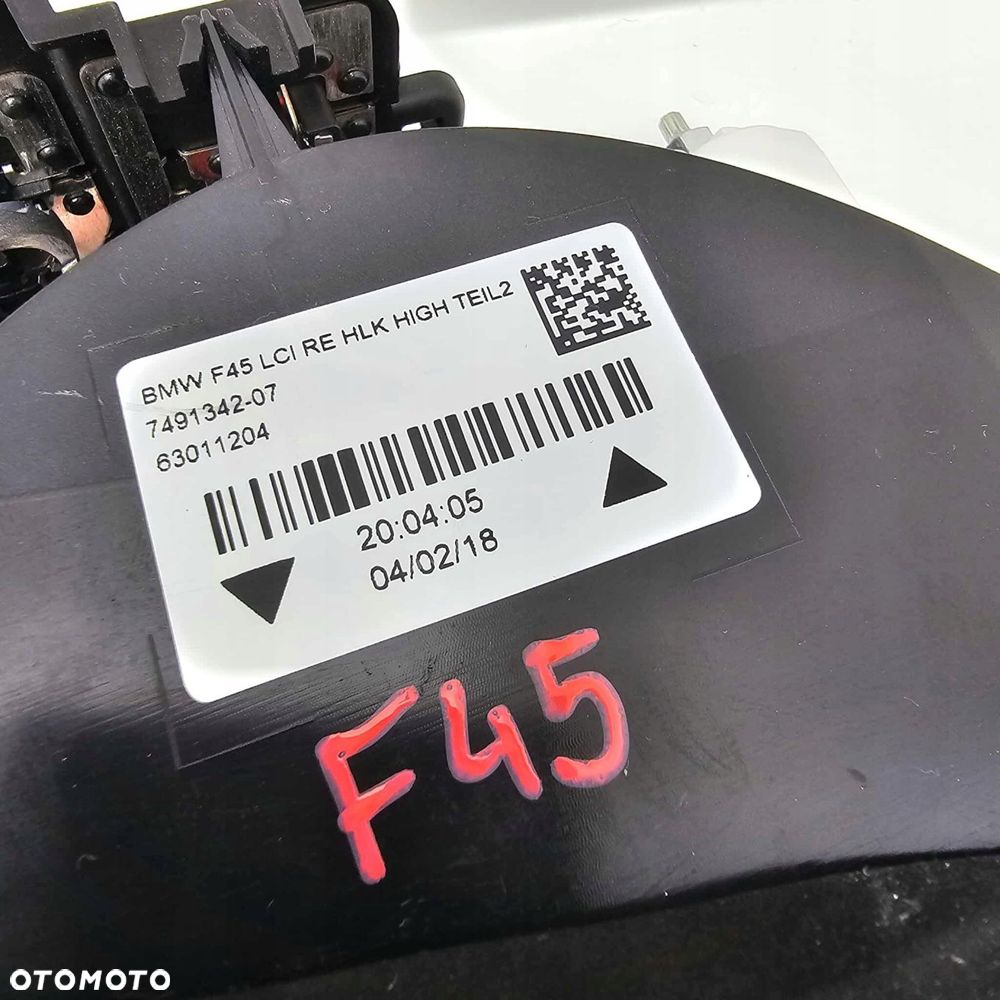 BMW F45 LCI RE HLK HIGH TEIL2
7491342-07
63011204
20:04:05
04/02/18
F45
OTOMOTO